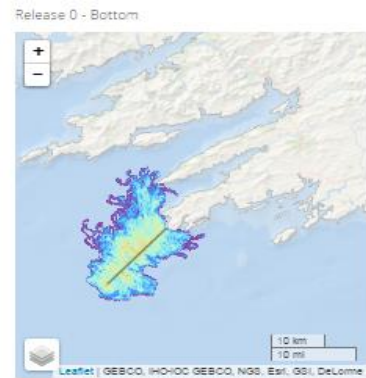 Release 0 - Bottom
+
−
10 km
10 mi
Leaflet | GEBCO, IHO-IOC GEBCO, NGS, Esri, GSI, DeLorme